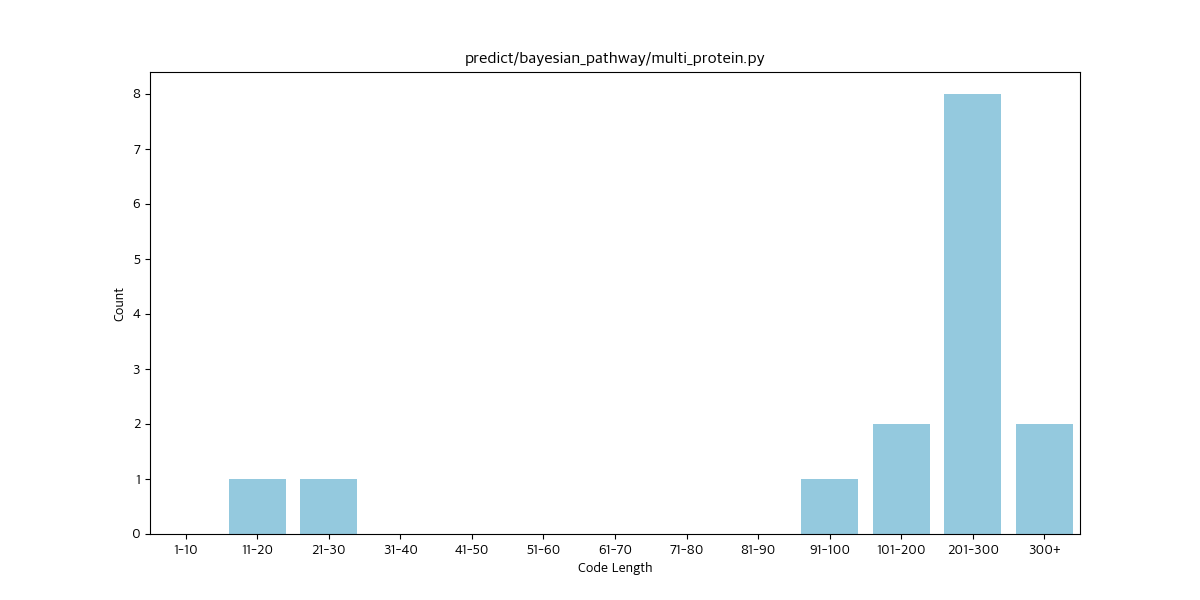 predict/bayesian_pathway/multi_protein.py
8
7
6
5
4
3
2
1
0
Count
1-10 11-20 21-30 31-40 41-50 51-60 61-70 71-80 81-90 91-100 101-200 201-300 300+
Code Length